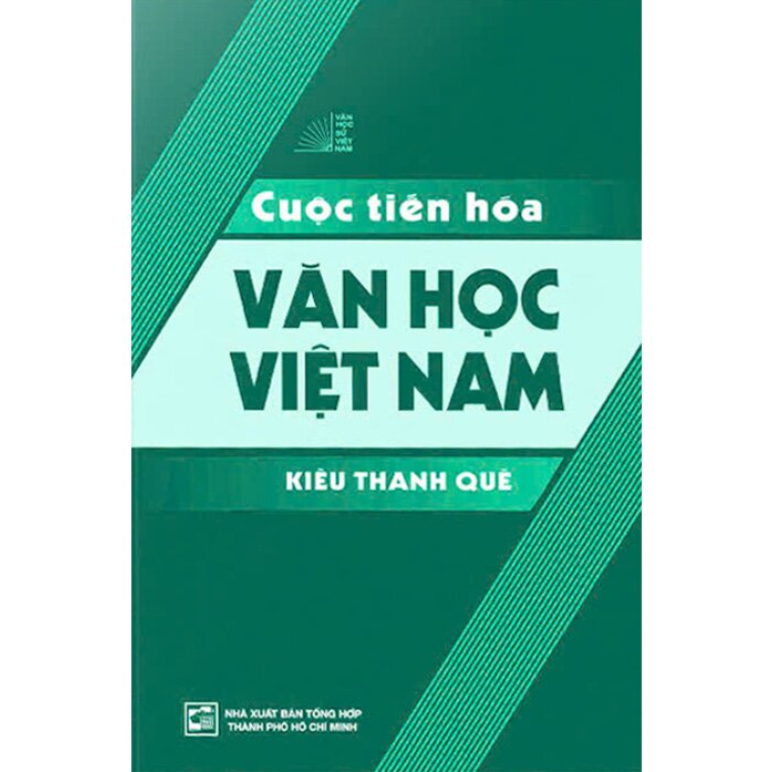 VĂN
HỌC
SỬ
VIỆT
NAM
Cuộc tiến hóa
VĂN HỌC
VIỆT NAM
KIỀU THANH QUẾ
NHÀ XUẤT BẢN TỔNG HỢP
THÀNH PHỐ HỒ CHÍ MINH